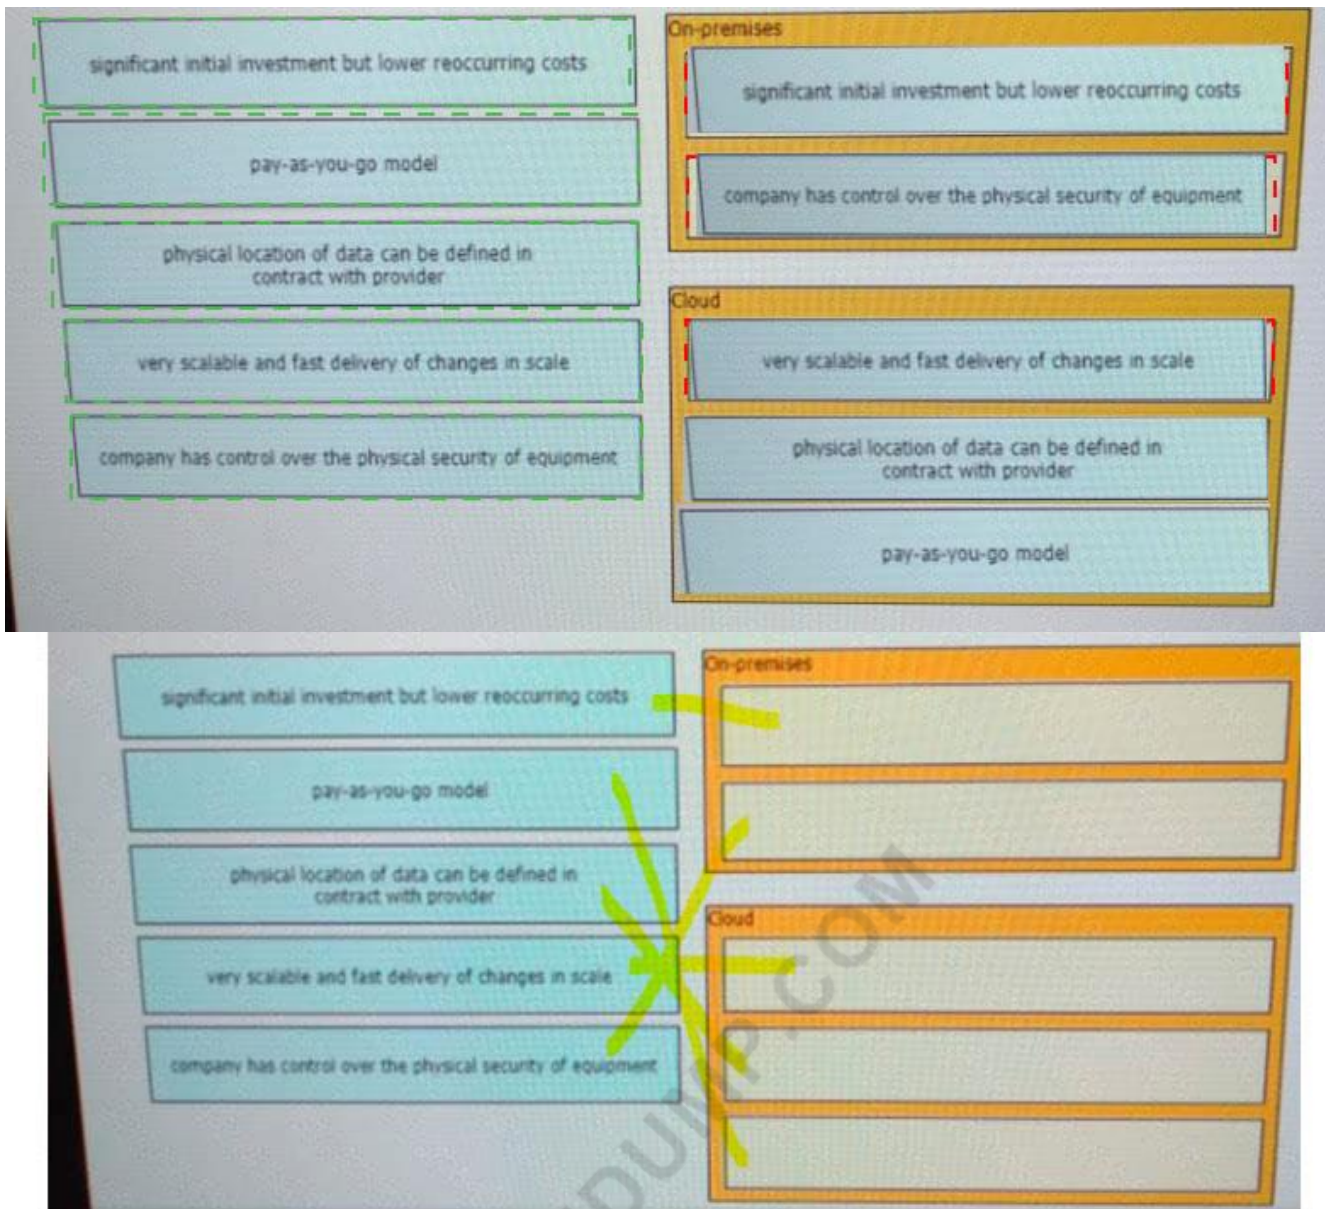 significant initial investment but lower reoccurring costs
pay-as-you-go model
physical location of data can be defined in
contract with provider
very scalable and fast delivery of changes in scale
company has control over the physical security of equipment
On-premises
significant initial investment but lower reoccurring costs
company has control over the physical security of equipment
Cloud
very scalable and fast delivery of changes in scale
physical location of data can be defined in
contract with provider
pay-as-you-go model
significant initial investment but lower reoccurring costs
pay-as-you-go model
physical location of data can be defined in
contract with provider
very scalable and fast delivery of changes in scale
company has control over the physical security of equipment
On-premises
Cloud
DUMP.COM